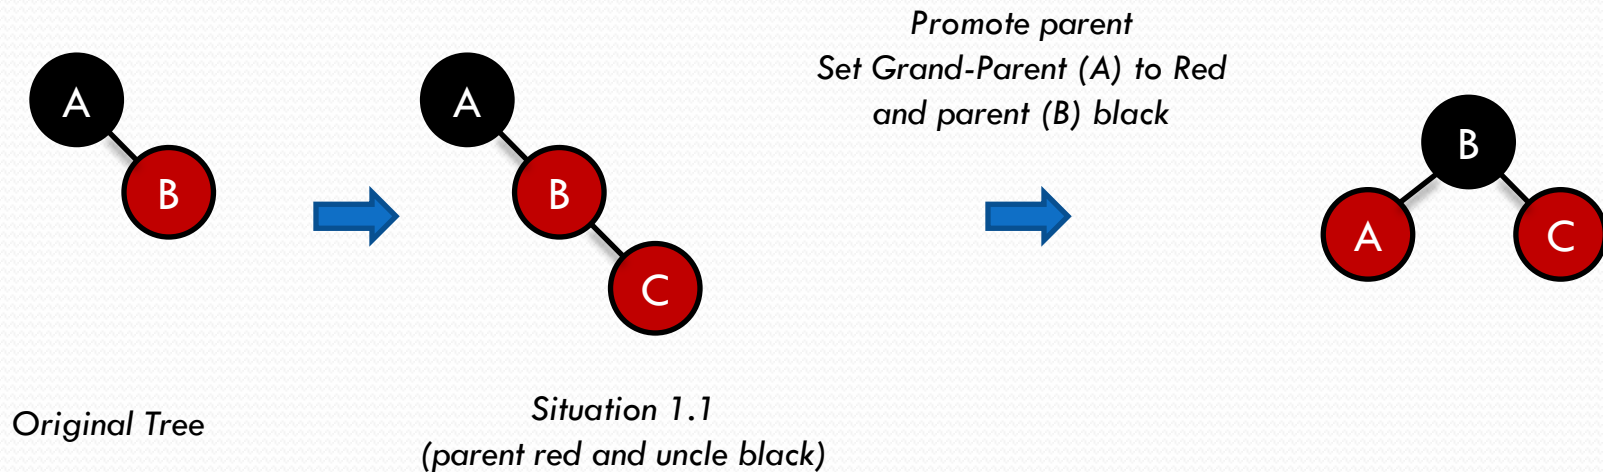 Promote parent
Set Grand-Parent (A) to Red
and parent (B) black
A
B
A
B
C
B
A
C
Original Tree
Situation 1.1
(parent red and uncle black)